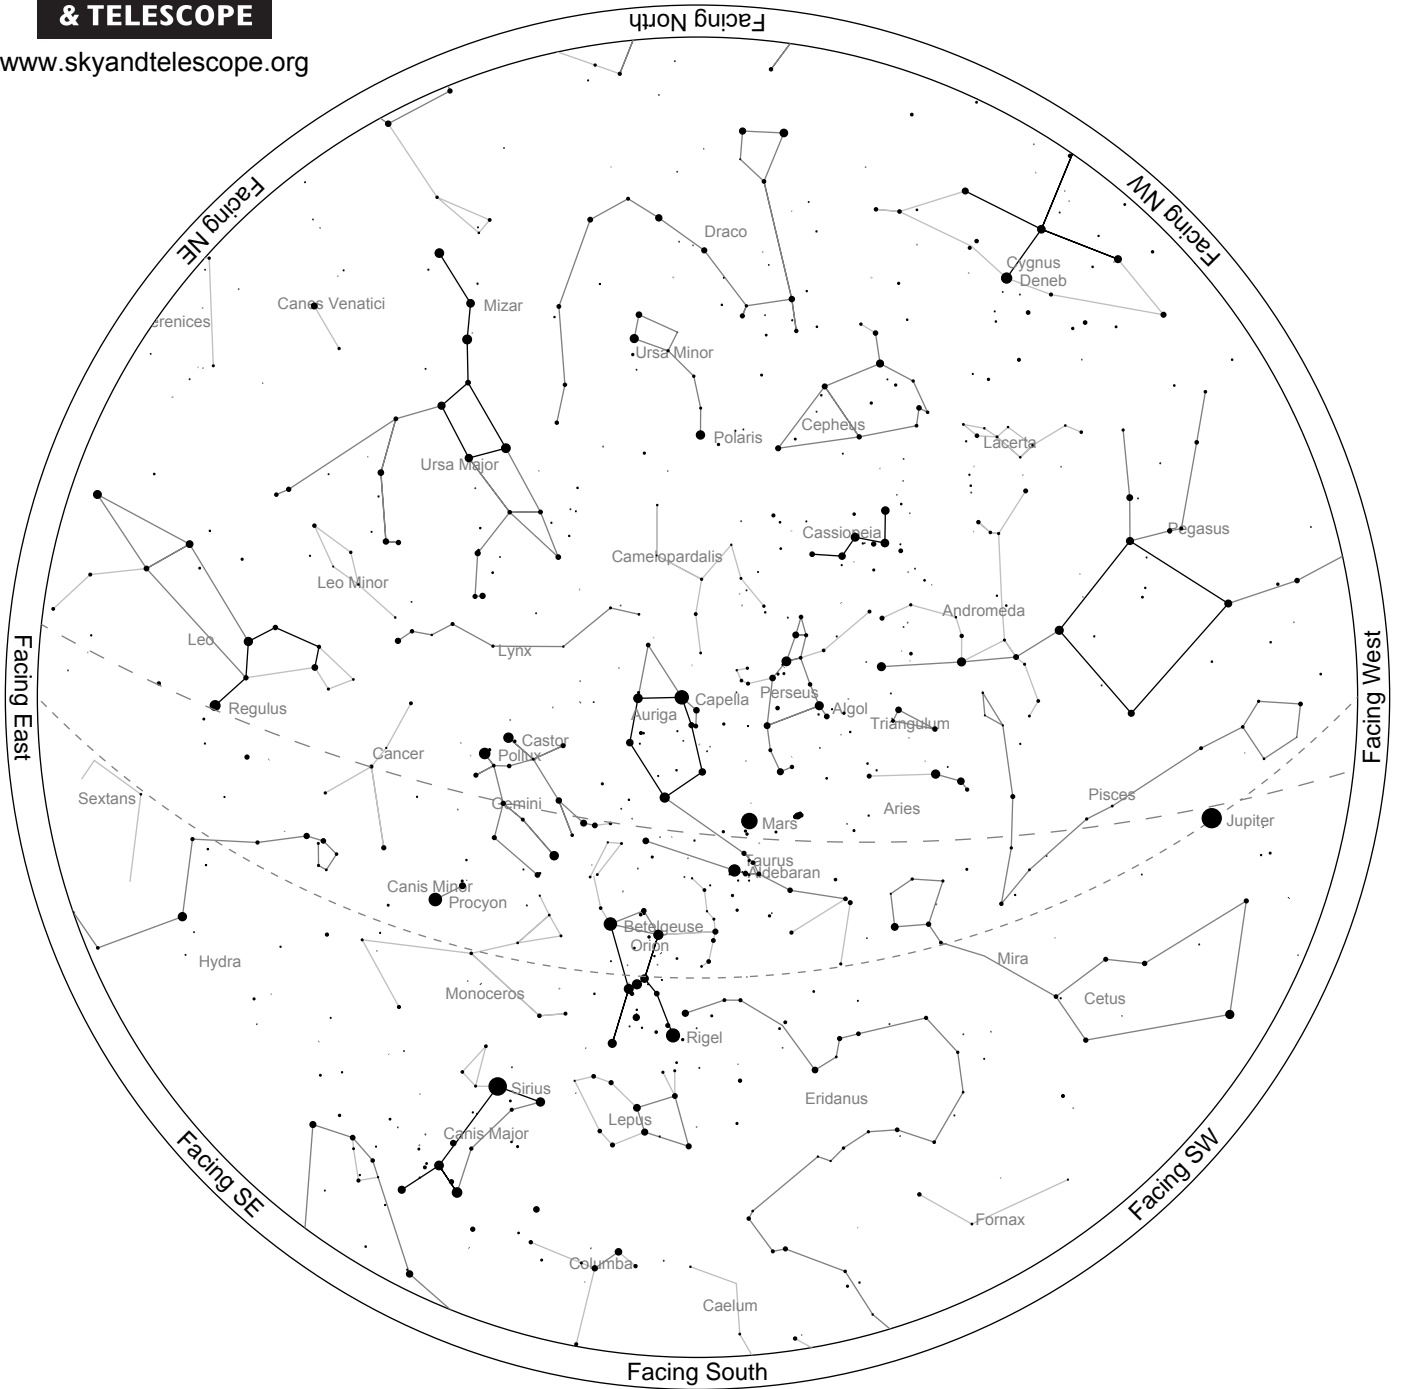 & TELESCOPE
www.skyandtelescope.org
Facing North
Facing NE
Facing NW
Draco
Cygnus
Deneb
Canes Venatici
Mizar
erenices
Ursa Minor
Polaris
Cepheus
Lacerta
Ursa Major
Cassiopeia
Pegasus
Camelopardalis
Leo Minor
Andromeda
Leo
Lynx
Facing East
Facing West
Regulus
Capella
Perseus
Auriga
Algol
Triangulum
Castor
Pollux
Cancer
Sextans
Gemini
Mars
Aries
Pisces
Jupiter
Taurus
Aldebaran
Canis Minor
Procyon
Betelgeuse
Orion
Hydra
Mira
Monoceros
Cetus
Rigel
Sirius
Eridanus
Lepus
Canis Major
Facing SE
Facing SW
Fornax
Columba
Caelum
Facing South